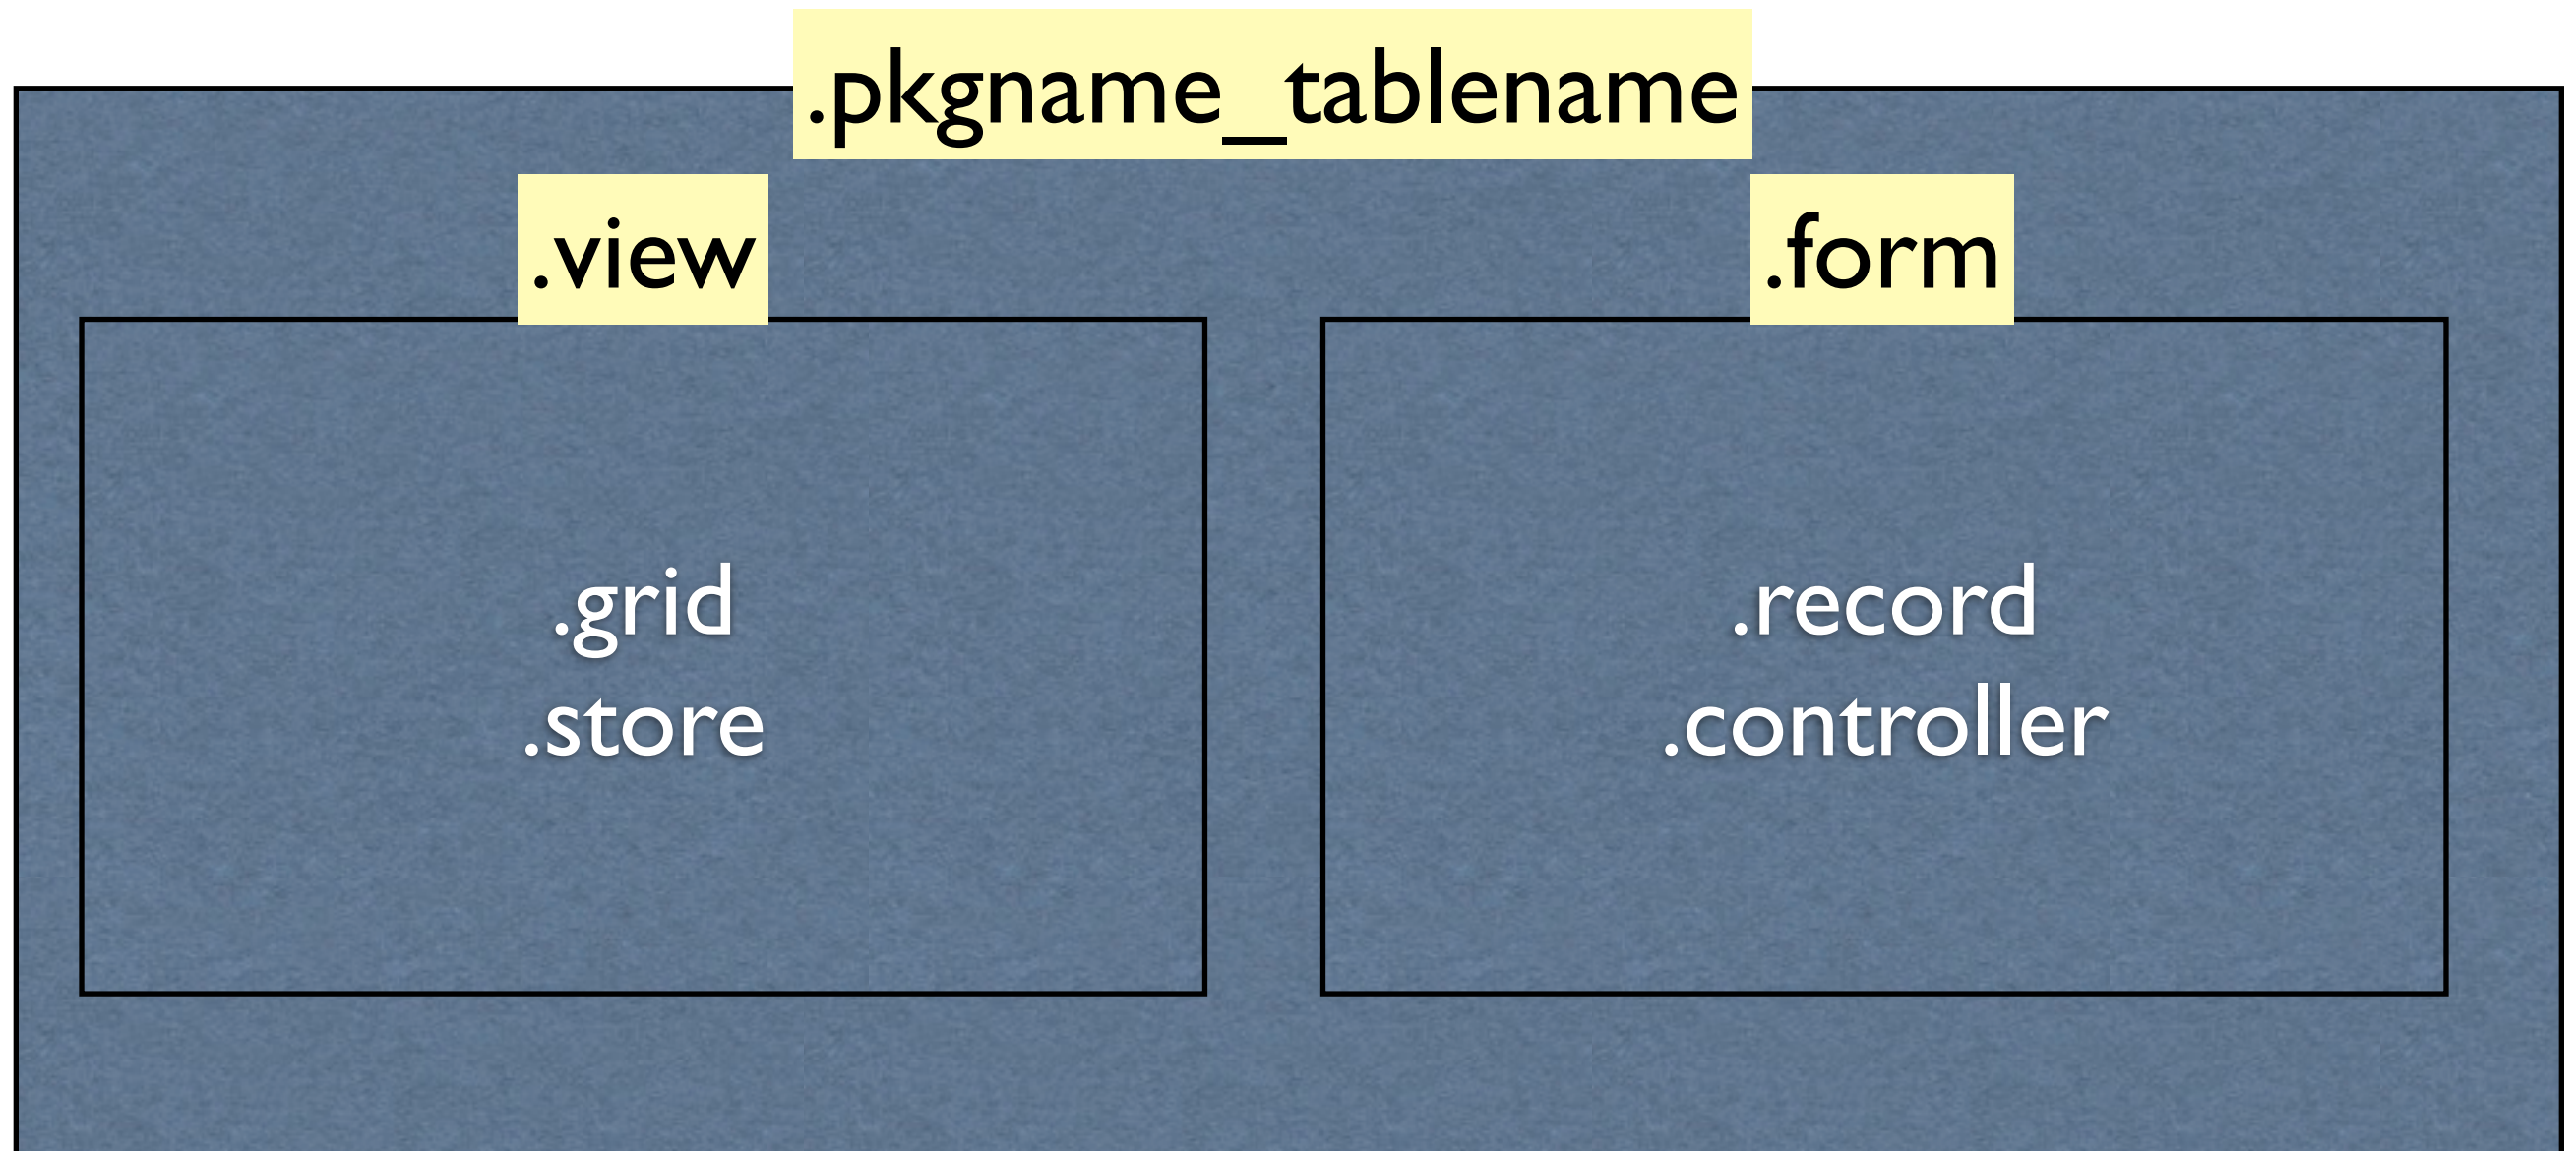 .pkgname_tablename
.view
.form
.grid
.store
.record
.controller